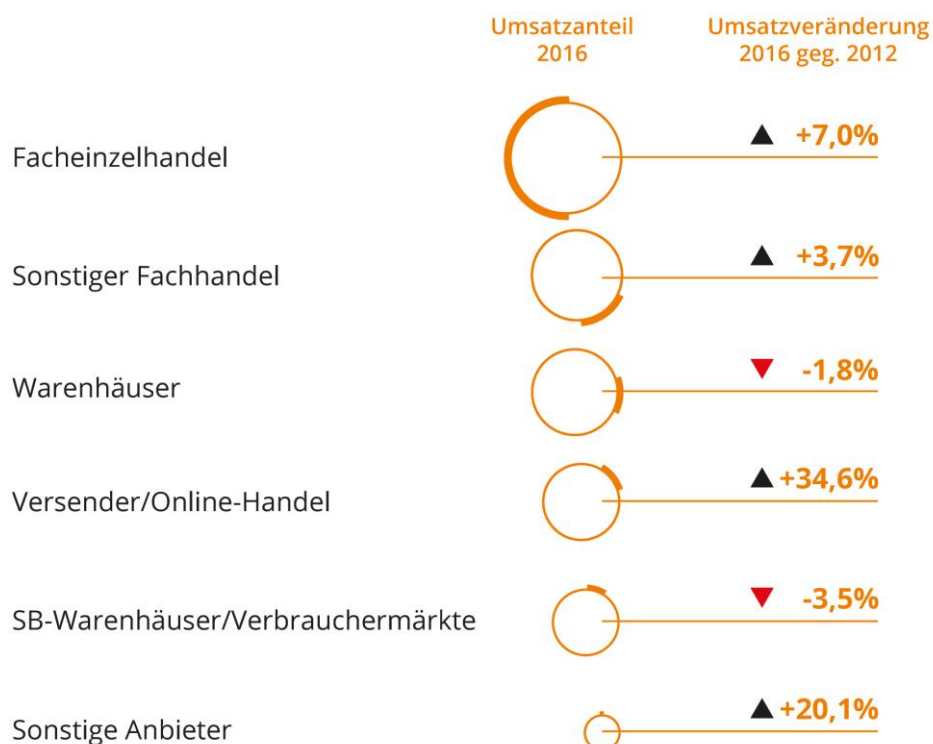 Umsatzanteil
2016
Umsatzveränderung
2016 geg. 2012
Facheinzelhandel
+7,0%
Sonstiger Fachhandel
+3,7%
Warenhäuser
-1,8%
Versender/Online-Handel
+34,6%
SB-Warenhäuser/Verbrauchermärkte
-3,5%
Sonstige Anbieter
+20,1%